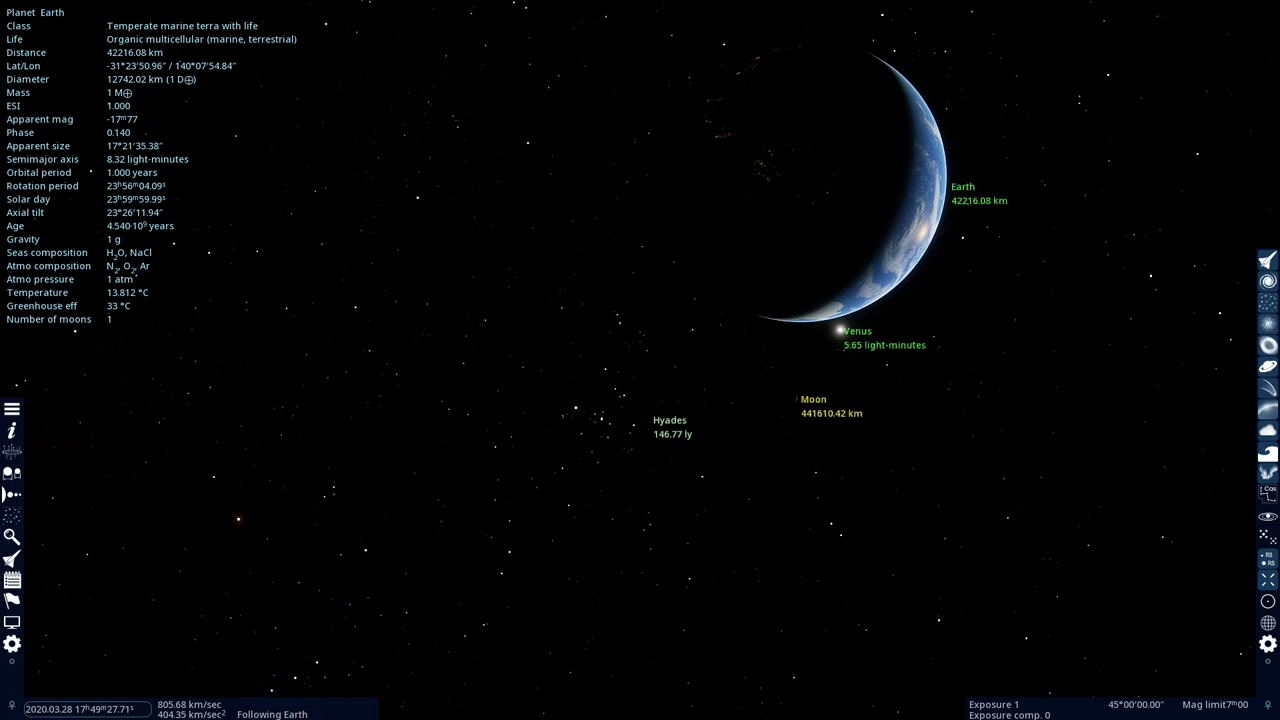 Planet Earth
Class Temperate marine terra with life
Life Organic multicellular (marine, terrestrial)
Distance 42216.08 km
Lat/Lon -31°23′50.96″ / 140°07′54.84″
Diameter 12742.02 km (1 D⊕)
Mass 1 M⊕
ESI 1.000
Apparent mag -17ᵐ77
Phase 0.140
Apparent size 17°21′35.38″
Semimajor axis 8.32 light-minutes
Orbital period 1.000 years
Rotation period 23ʰ56ᵐ04.09ˢ
Solar day 23ʰ59ᵐ59.99ˢ
Axial tilt 23°26′11.94″
Age 4.540·10⁹ years
Gravity 1 g
Seas composition H₂O, NaCl
Atmo composition N₂, O₂, Ar
Atmo pressure 1 atm
Temperature 13.812 °C
Greenhouse eff 33 °C
Number of moons 1
Earth
42216.08 km
Venus
5.65 light-minutes
Moon
441610.42 km
Hyades
146.77 ly
Cas
RS
RS
2020.03.28 17ʰ49ᵐ27.71ˢ
805.68 km/sec
404.35 km/sec²
Following Earth
Exposure 1
Exposure comp. 0
45°00′00.00″
Mag limit7ᵐ00